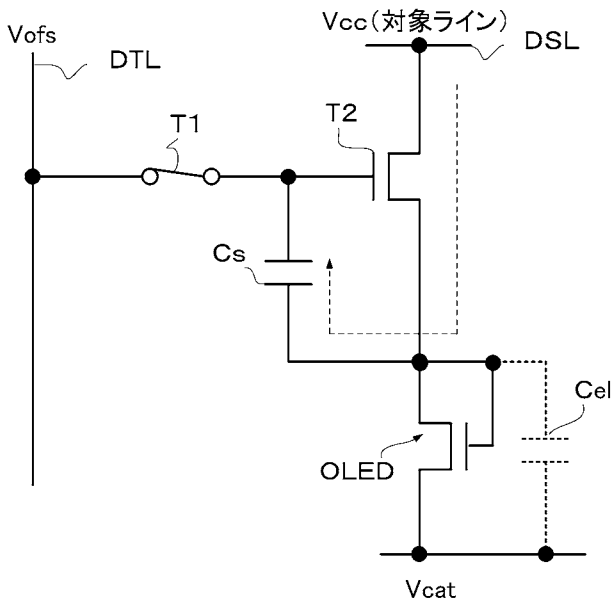 Vofs
DTL
Vcc(対象ライン)
DSL
T1
T2
Cs
Cel
OLED
Vcat